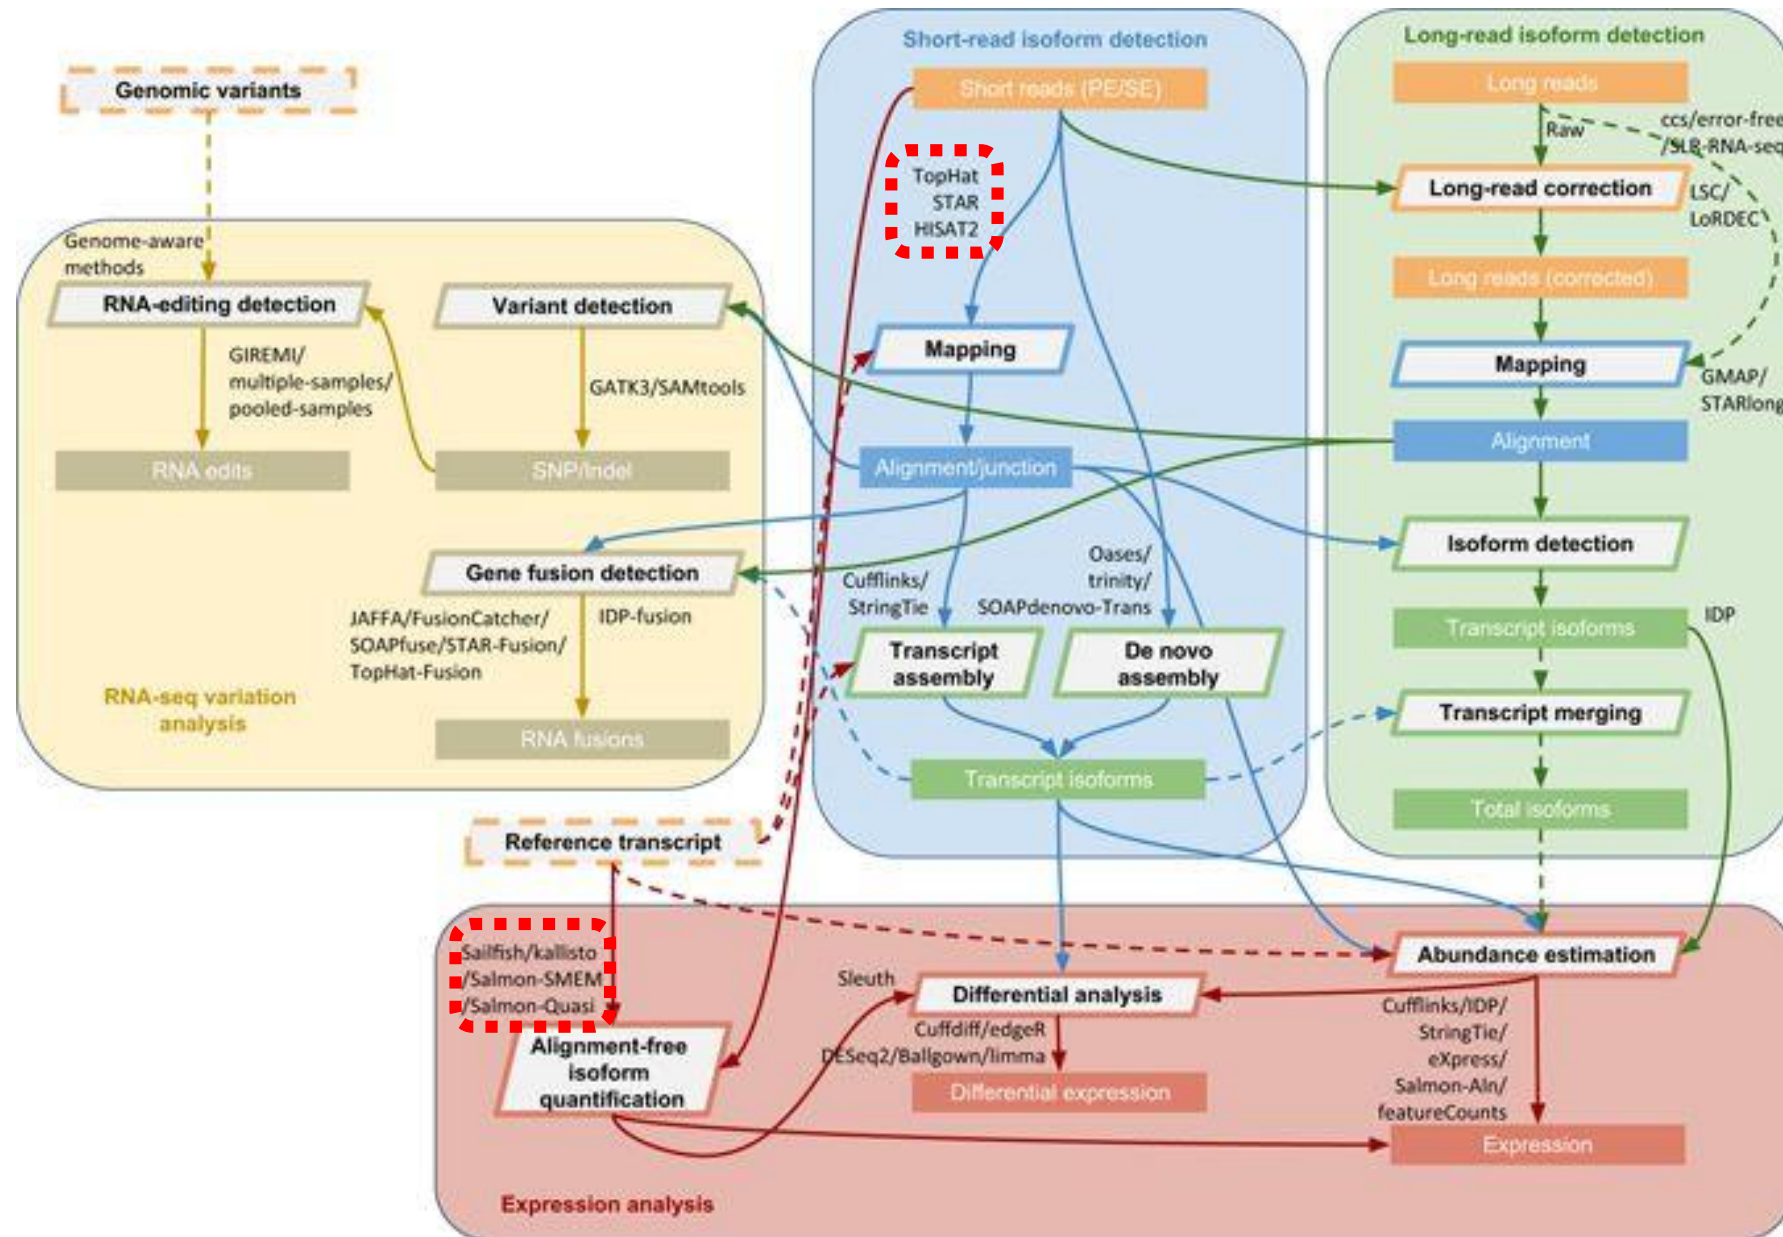 Short-read isoform detection
Long-read isoform detection
Genomic variants
Short reads (PE/SE)
Long reads
Raw
ccs/error-free
/SLR-RNA-seq
TopHat
STAR
HISAT2
Long-read correction
LSC/
LoRDEC
Genome-aware
methods
Long reads (corrected)
RNA-editing detection
Variant detection
Mapping
Mapping
GIREMI/
multiple-samples/
pooled-samples
GATK3/SAMtools
GMAP/
STARlong
RNA edits
SNP/Indel
Alignment/junction
Alignment
Gene fusion detection
Isoform detection
Cufflinks/
StringTie
Oases/
trinity/
SOAPdenovo-Trans
JAFFA/FusionCatcher/
SOAPfuse/STAR-Fusion/
TopHat-Fusion
IDP-fusion
Transcript isoforms
IDP
Transcript
assembly
De novo
assembly
RNA-seq variation
analysis
RNA fusions
Transcript merging
Transcript isoforms
Total isoforms
Reference transcript
Sailfish/kallisto
/Salmon-SMEM
/Salmon-Quasi
Sleuth
Abundance estimation
Differential analysis
Cuffdiff/edgeR
DESeq2/Ballgown/limma
Cufflinks/IDP/
StringTie/
eXpress/
Salmon-Aln/
featureCounts
Alignment-free
isoform
quantification
Differential expression
Expression
Expression analysis